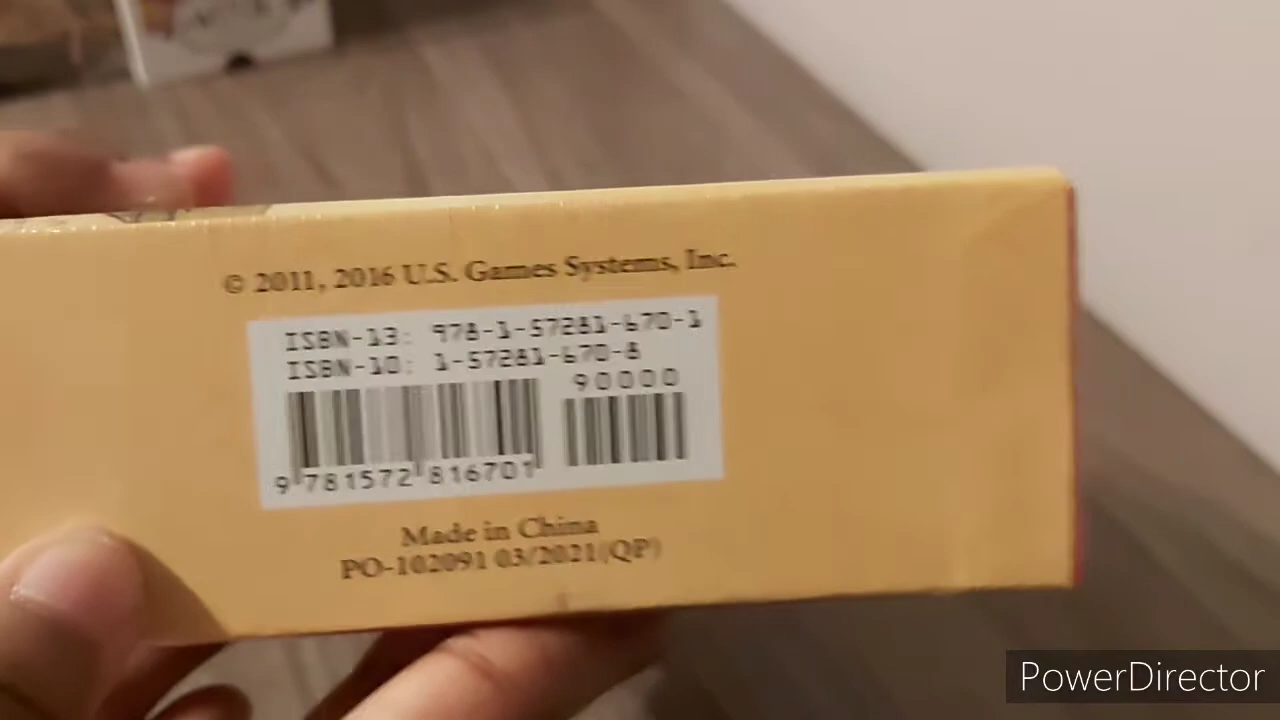 © 2011, 2016 U.S. Games Systems, Inc.
ISBN-13: 978-1-57281-670-1
ISBN-10: 1-57281-670-8
90000
9 781572 816701
Made in China
PO-102091 03/2021(QP)
PowerDirector